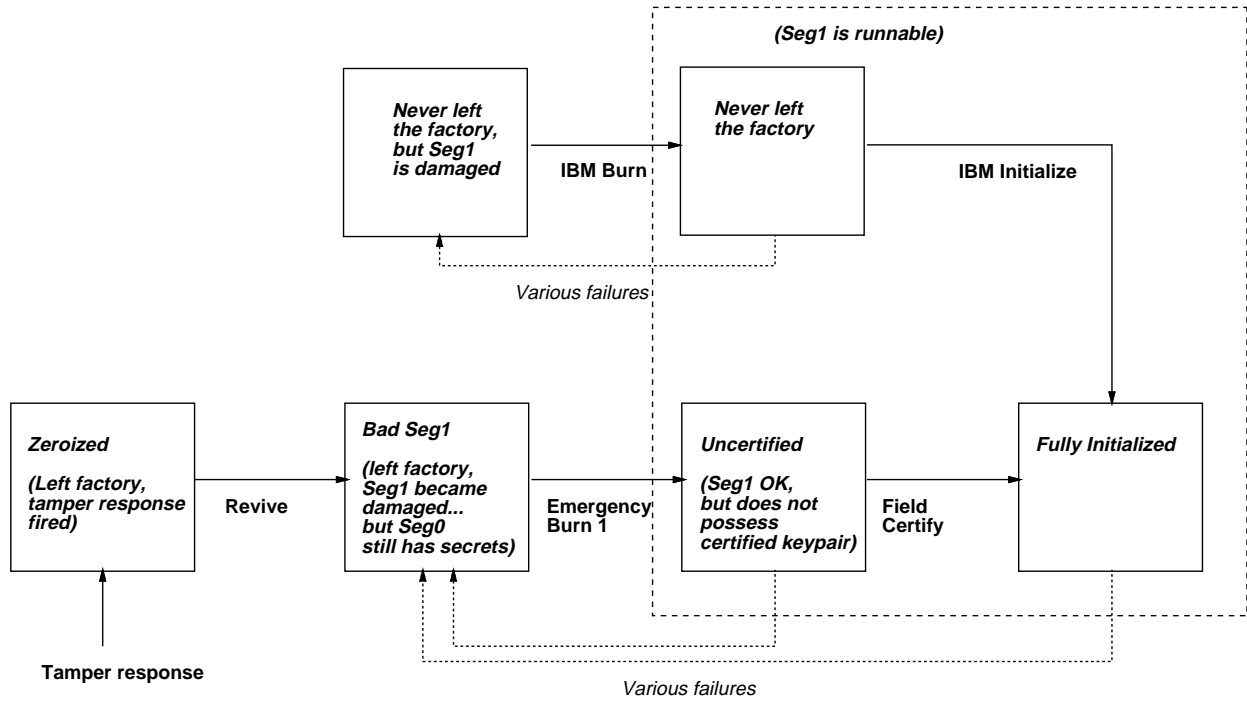 (Seg1 is runnable)
Never left
the factory,
but Seg1
is damaged
IBM Burn
Never left
the factory
IBM Initialize
Various failures
Zeroized
(Left factory,
tamper response
fired)
Revive
Bad Seg1
(left factory,
Seg1 became
damaged...
but Seg0
still has secrets)
Emergency
Burn 1
Uncertified
(Seg1 OK,
but does not
possess
certified keypair)
Field
Certify
Fully Initialized
Tamper response
Various failures